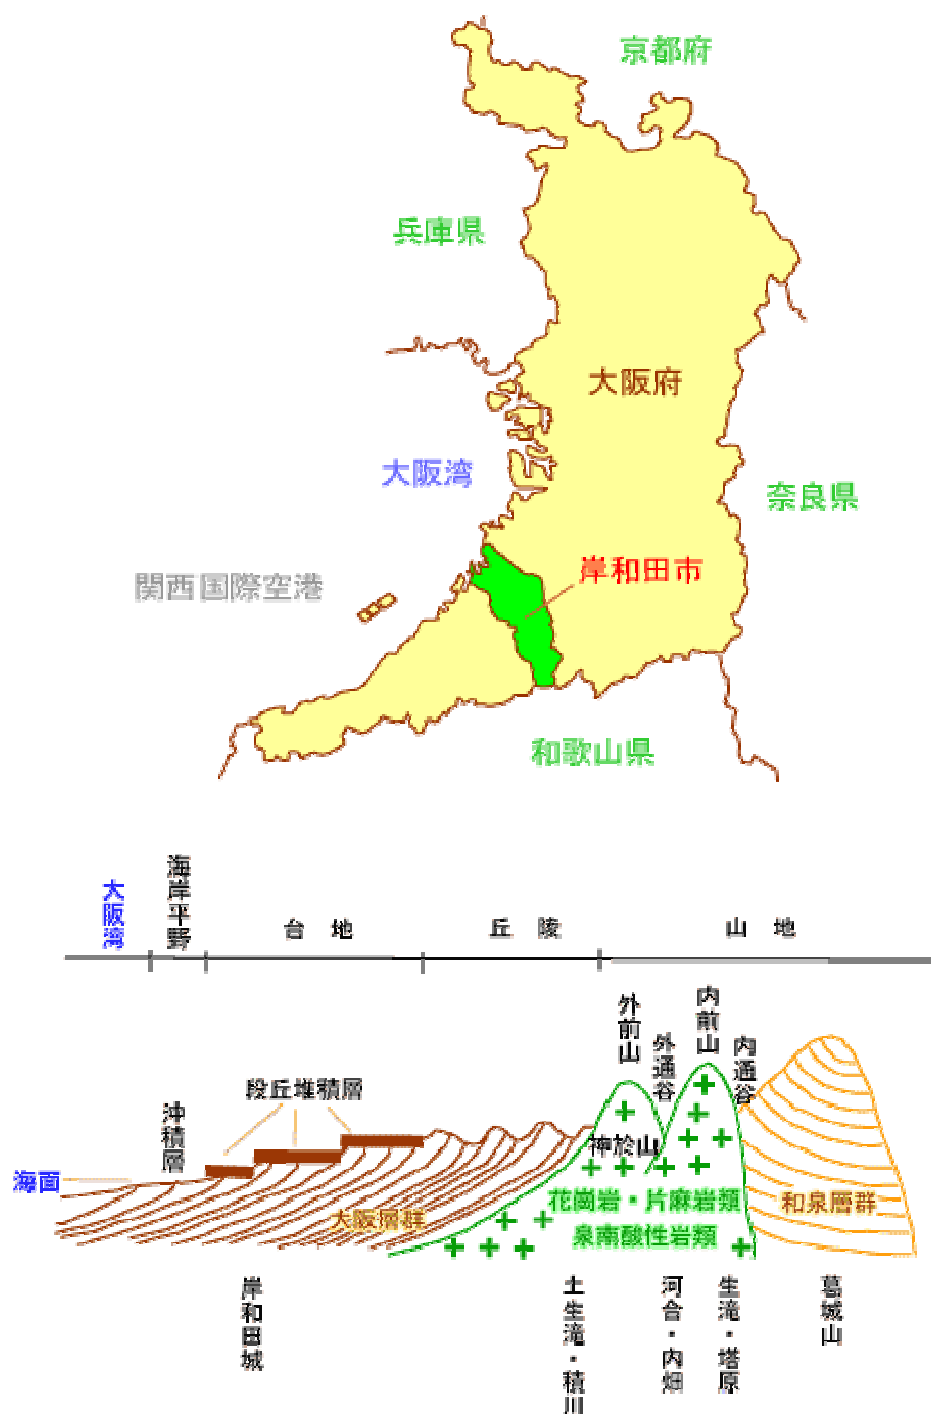 京都府
兵庫県
大阪府
大阪湾
奈良県
岸和田市
関西国際空港
和歌山県
大阪湾
海岸平野
台地
丘陵
山地
外前山
内前山
外通谷
内通谷
段丘堆積層
沖積層
神於山
海面
花崗岩・片麻岩類
和泉層群
大阪層群
泉南酸性岩類
岸和田城
土生滝・積川
河合・内畑
生滝・塔原
葛城山